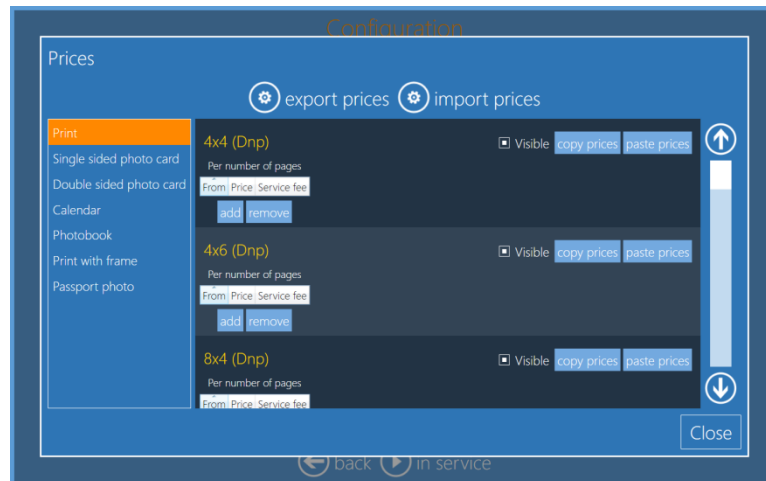 Configuration
Prices
export prices import prices
Print
Single sided photo card
Double sided photo card
Calendar
Photobook
Print with frame
Passport photo
4x4 (Dnp)
Visible copy prices paste prices
Per number of pages
From Price Service fee
add remove
4x6 (Dnp)
Visible copy prices paste prices
Per number of pages
From Price Service fee
add remove
8x4 (Dnp)
Visible copy prices paste prices
Per number of pages
From Price Service fee
Close
back in service